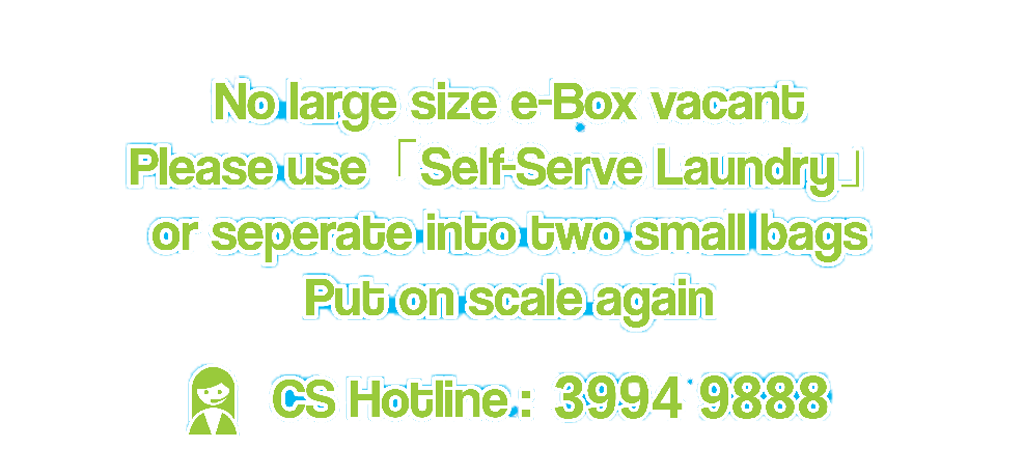 No large size e-Box vacant
Please use「Self-Serve Laundry」
or seperate into two small bags
Put on scale again
CS Hotline : 3994 9888